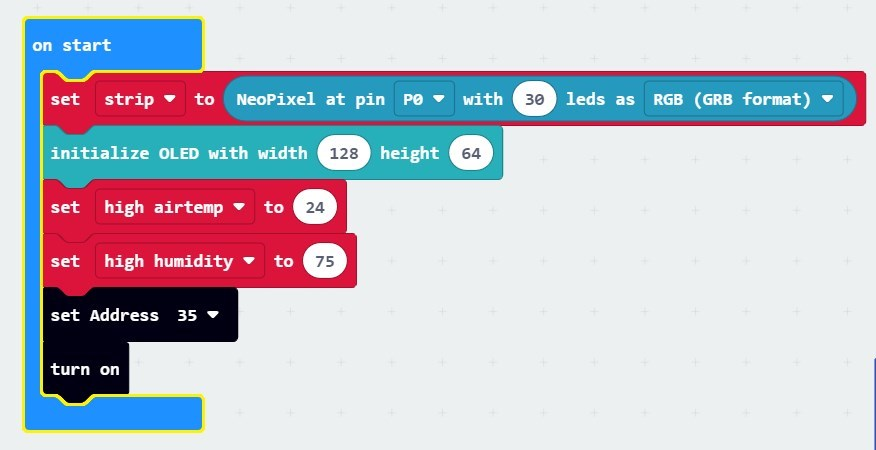 on start
set strip to NeoPixel at pin P0 with 30 leds as RGB (GRB format)
initialize OLED with width 128 height 64
set high airtemp to 24
set high humidity to 75
set Address 35
turn on